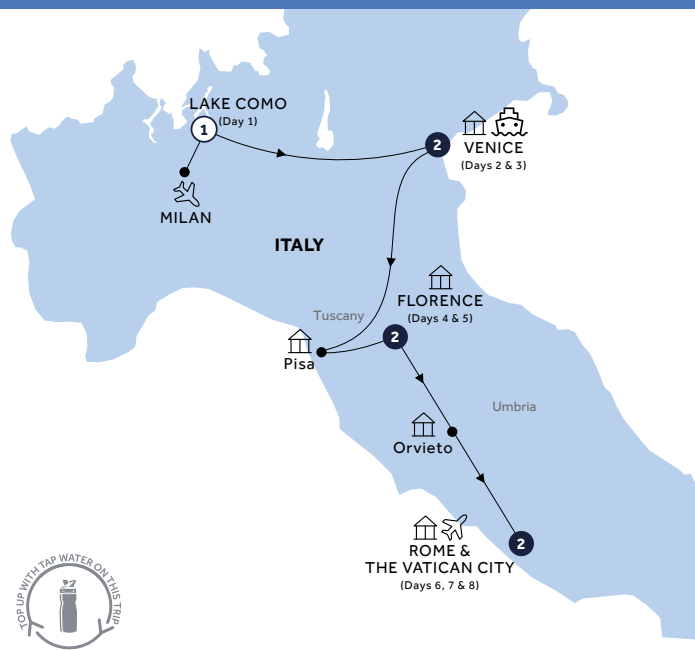 LAKE COMO
(Day 1)
1
MILAN
2
VENICE
(Days 2 & 3)
ITALY
Tuscany
FLORENCE
(Days 4 & 5)
2
Pisa
Umbria
Orvieto
2
ROME &
THE VATICAN CITY
(Days 6, 7 & 8)
TOP UP WITH TAP WATER ON THIS TRIP